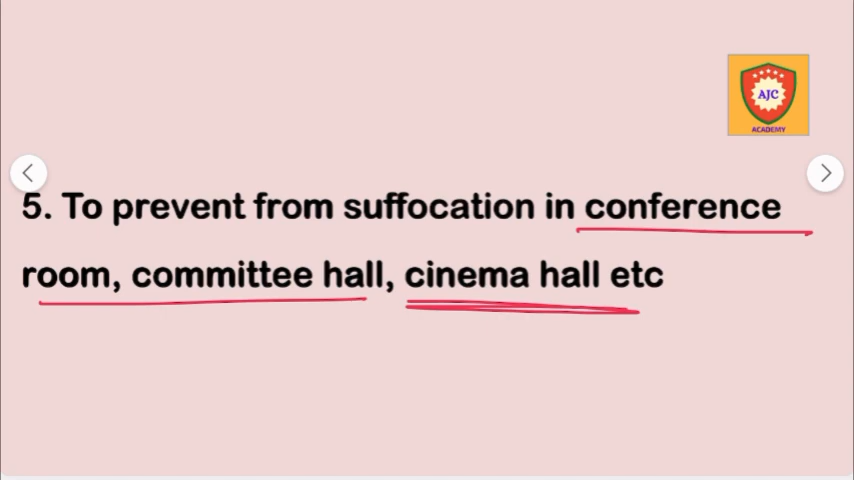 AJC
ACADEMY
5. To prevent from suffocation in conference
room, committee hall, cinema hall etc